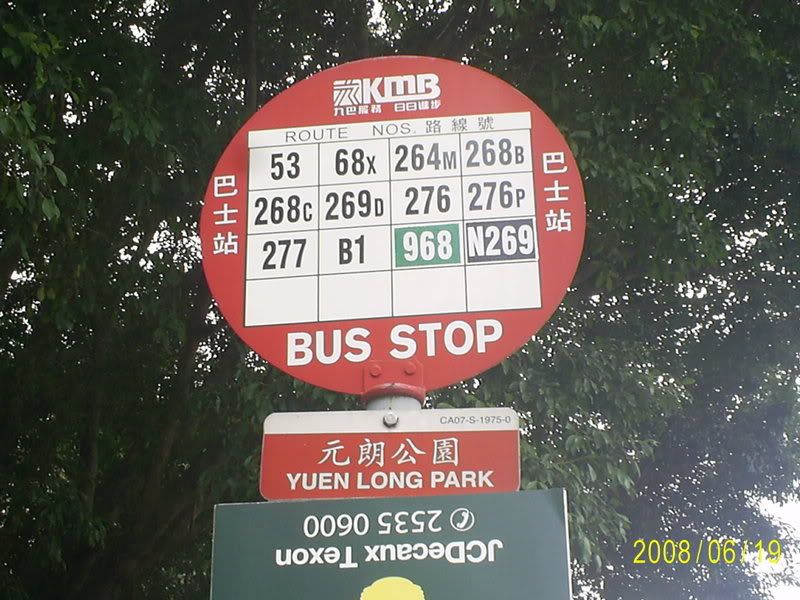 KMB
九巴服務 日日進步
ROUTE NOS. 路線號
53 68X 264M 268B
268C 269D 276 276P
277 B1 968 N269
巴士站
巴士站
BUS STOP
CA07-S-1975-0
元朗公園
YUEN LONG PARK
2535 0600
JCDecaux Texon
2008/06/19